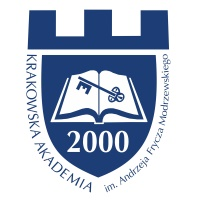 KRAKOWSKA AKADEMIA
im. Andrzeja Frycza Modrzewskiego
2000